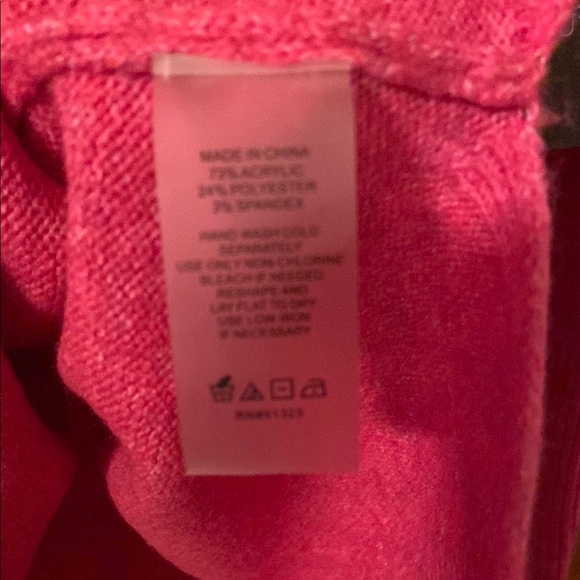 MADE IN CHINA
73% ACRYLIC
24% POLYESTER
3% SPANDEX
HAND WASH COLD
SEPARATELY
USE ONLY NON-CHLORINE
BLEACH IF NEEDED
RESHAPE AND
LAY FLAT TO DRY
USE LOW IRON
IF NECESSARY